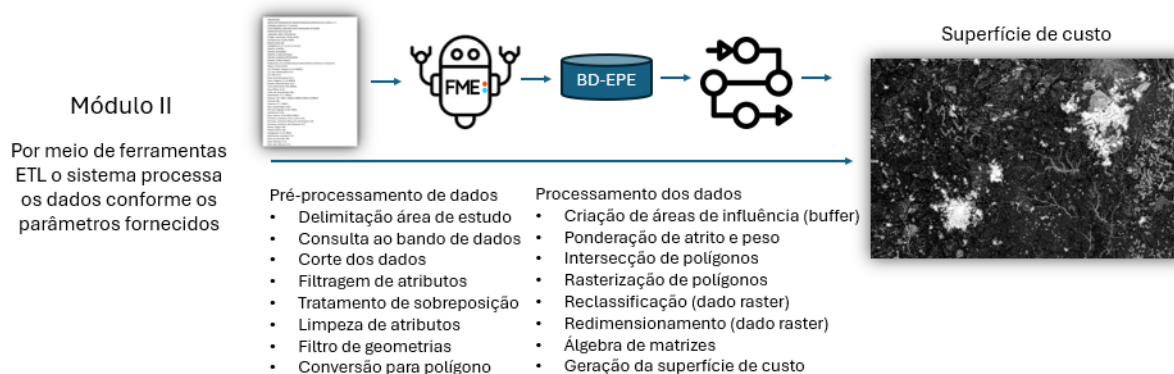 Módulo II
Por meio de ferramentas
ETL o sistema processa
os dados conforme os
parâmetros fornecidos
FME
BD-EPE
Superfície de custo
Pré-processamento de dados
• Delimitação área de estudo
• Consulta ao bando de dados
• Corte dos dados
• Filtragem de atributos
• Tratamento de sobreposição
• Limpeza de atributos
• Filtro de geometrias
• Conversão para polígono
Processamento dos dados
• Criação de áreas de influência (buffer)
• Ponderação de atrito e peso
• Intersecção de polígonos
• Rasterização de polígonos
• Reclassificação (dado raster)
• Redimensionamento (dado raster)
• Álgebra de matrizes
• Geração da superfície de custo